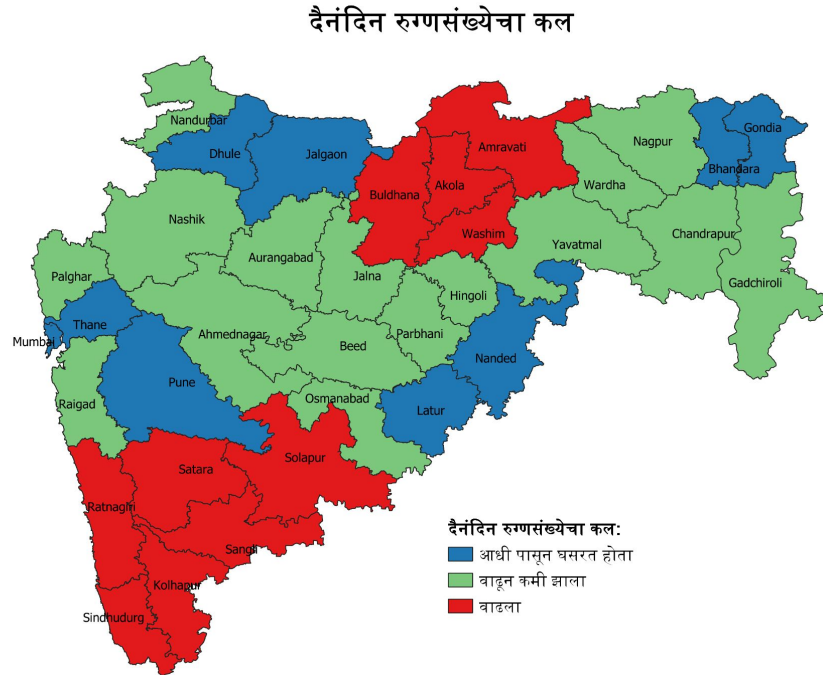 दैनंदिन रुग्णसंख्येचा कल
Nandurbar
Dhule
Jalgaon
Buldhana
Akola
Amravati
Washim
Nagpur
Wardha
Bhandara
Gondia
Nashik
Aurangabad
Jalna
Yavatmal
Chandrapur
Gadchiroli
Palghar
Thane
Mumbai
Ahmednagar
Beed
Parbhani
Hingoli
Nanded
Raigad
Pune
Osmanabad
Latur
Satara
Solapur
Ratnagiri
Sangli
Kolhapur
Sindhudurg
दैनंदिन रुग्णसंख्येचा कल:
आधी पासून घसरत होता
वाढून कमी झाला
वाढला